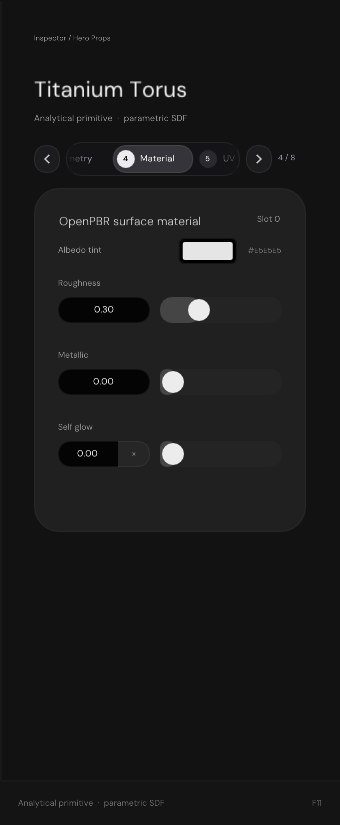 Inspector / Hero Props
Titanium Torus
Analytical primitive · parametric SDF
etry 4 Material 5 UV 4 / 8
OpenPBR surface material Slot 0
Albedo tint #E5E5E5
Roughness
0.30
Metallic
0.00
Self glow
0.00 ×
Analytical primitive · parametric SDF F11